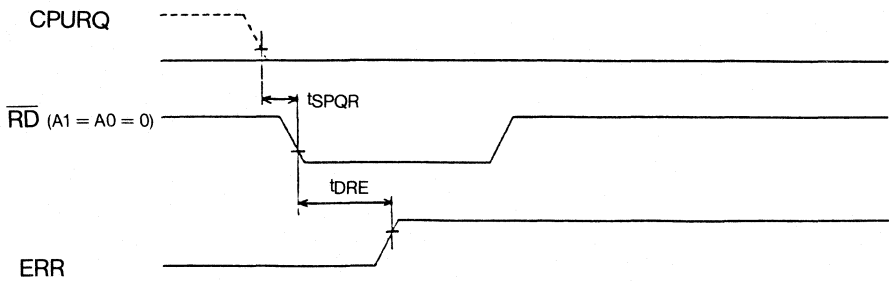 CPURQ
tSPQR
RD (A1 = A0 = 0)
tDRE
ERR